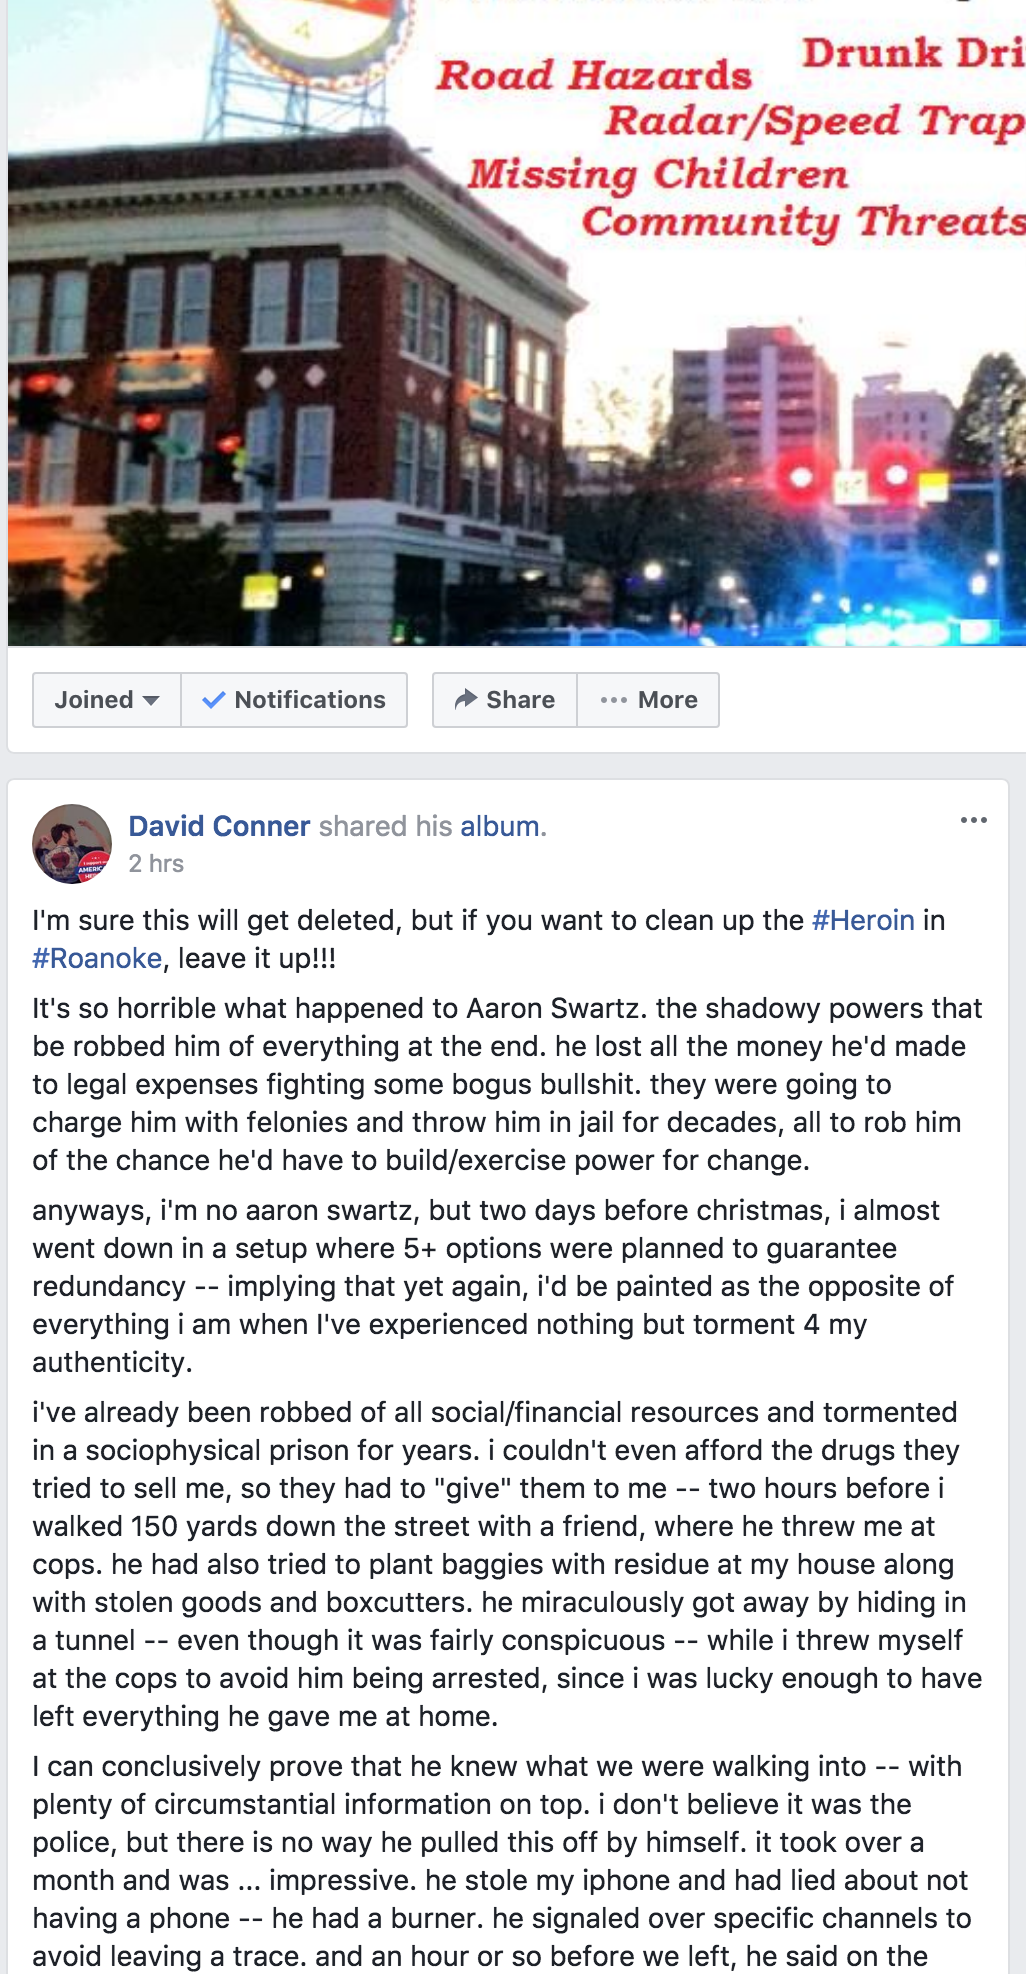 Drunk Dri
Road Hazards
Radar/Speed Trap
Missing Children
Community Threats
Joined
Notifications
Share
More
David Conner shared his album.
2 hrs
I'm sure this will get deleted, but if you want to clean up the #Heroin in
#Roanoke, leave it up!!!
It's so horrible what happened to Aaron Swartz. the shadowy powers that
be robbed him of everything at the end. he lost all the money he'd made
to legal expenses fighting some bogus bullshit. they were going to
charge him with felonies and throw him in jail for decades, all to rob him
of the chance he'd have to build/exercise power for change.
anyways, i'm no aaron swartz, but two days before christmas, i almost
went down in a setup where 5+ options were planned to guarantee
redundancy -- implying that yet again, i'd be painted as the opposite of
everything i am when I've experienced nothing but torment 4 my
authenticity.
i've already been robbed of all social/financial resources and tormented
in a sociophysical prison for years. i couldn't even afford the drugs they
tried to sell me, so they had to "give" them to me -- two hours before i
walked 150 yards down the street with a friend, where he threw me at
cops. he had also tried to plant baggies with residue at my house along
with stolen goods and boxcutters. he miraculously got away by hiding in
a tunnel -- even though it was fairly conspicuous -- while i threw myself
at the cops to avoid him being arrested, since i was lucky enough to have
left everything he gave me at home.
I can conclusively prove that he knew what we were walking into -- with
plenty of circumstantial information on top. i don't believe it was the
police, but there is no way he pulled this off by himself. it took over a
month and was ... impressive. he stole my iphone and had lied about not
having a phone -- he had a burner. he signaled over specific channels to
avoid leaving a trace. and an hour or so before we left, he said on the